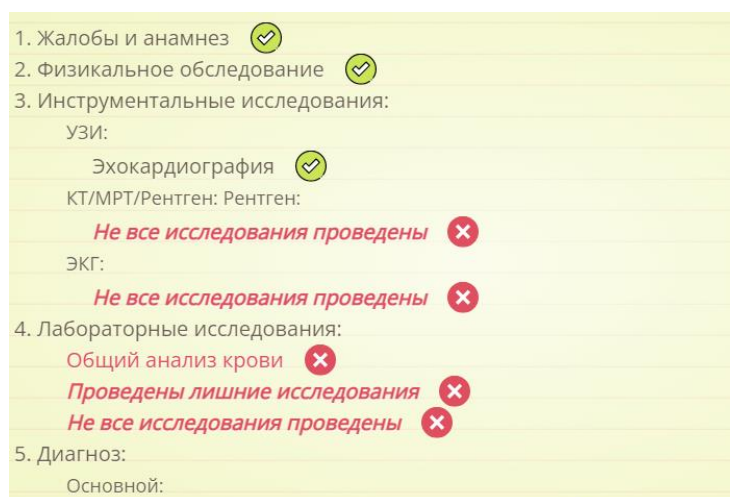 1. Жалобы и анамнез
2. Физикальное обследование
3. Инструментальные исследования:
УЗИ:
Эхокардиография
КТ/МРТ/Рентген: Рентген:
Не все исследования проведены
ЭКГ:
Не все исследования проведены
4. Лабораторные исследования:
Общий анализ крови
Проведены лишние исследования
Не все исследования проведены
5. Диагноз:
Основной: